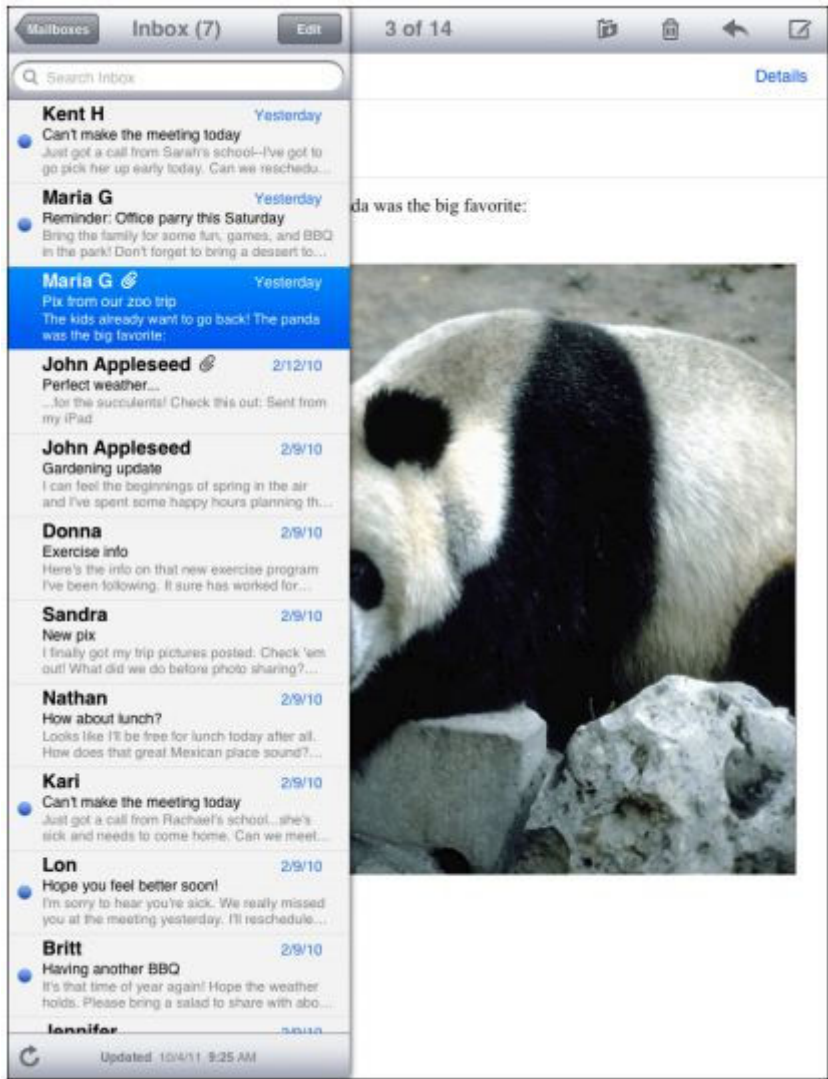 Mailboxes Inbox (7) Edit 3 of 14
Search Inbox
Details
Kent H Yesterday
Can't make the meeting today
Just got a call from Sarah's school--I've got to
go pick her up early today. Can we reschedu...
Maria G Yesterday
Reminder: Office parry this Saturday
Bring the family for some fun, games, and BBQ
in the park! Don't forget to bring a dessert to...
da was the big favorite:
Maria G Yesterday
Pix from our zoo trip
The kids already want to go back! The panda
was the big favorite:
John Appleseed 2/12/10
Perfect weather...
...for the succulents! Check this out: Sent from
my iPad
John Appleseed 2/9/10
Gardening update
I can feel the beginnings of spring in the air
and I've spent some happy hours planning th...
Donna 2/9/10
Exercise info
Here's the info on that new exercise program
I've been following. It sure has worked for...
Sandra 2/9/10
New pix
I finally got my trip pictures posted. Check 'em
out! What did we do before photo sharing?...
Nathan 2/9/10
How about lunch?
Looks like I'll be free for lunch today after all.
How does that great Mexican place sound?...
Kari 2/9/10
Can't make the meeting today
Just got a call from Rachael's school...she's
sick and needs to come home. Can we meet...
Lon 2/9/10
Hope you feel better soon!
I'm sorry to hear you're sick. We really missed
you at the meeting yesterday. I'll reschedule...
Britt 2/9/10
Having another BBQ
It's that time of year again! Hope the weather
holds. Please bring a salad to share with abo...
Jennifer 2/9/10
Updated 10/4/11 9:25 AM